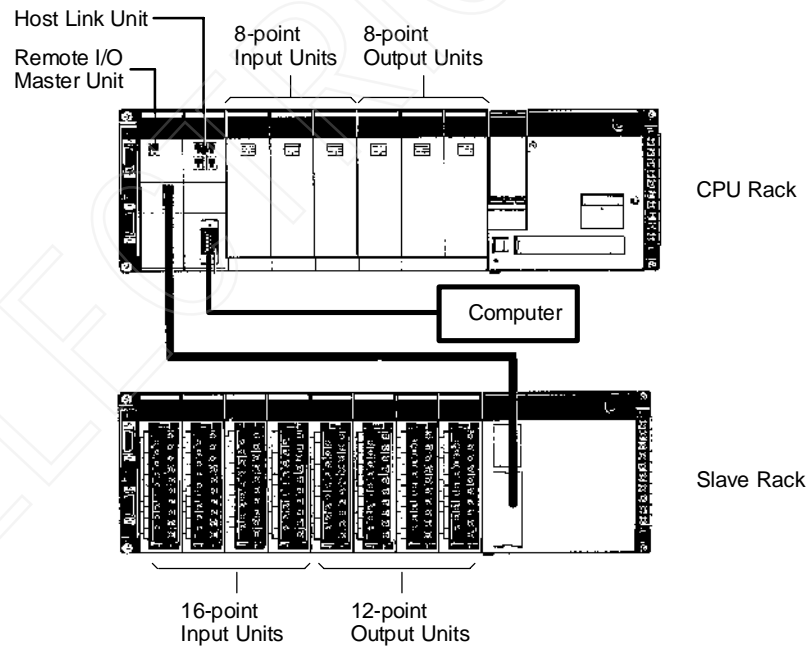 Host Link Unit
Remote I/O
Master Unit
8-point
Input Units
8-point
Output Units
CPU Rack
Computer
Slave Rack
16-point
Input Units
12-point
Output Units